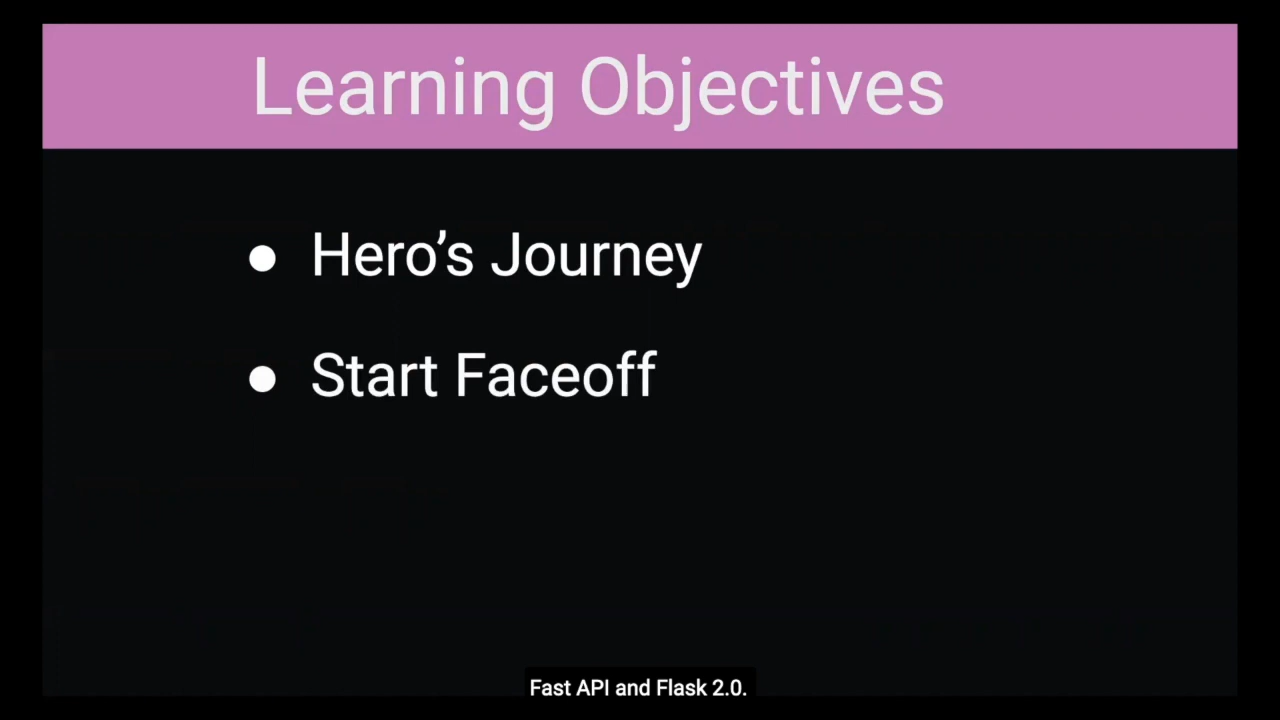 Learning Objectives
● Hero’s Journey
● Start Faceoff
Fast API and Flask 2.0.